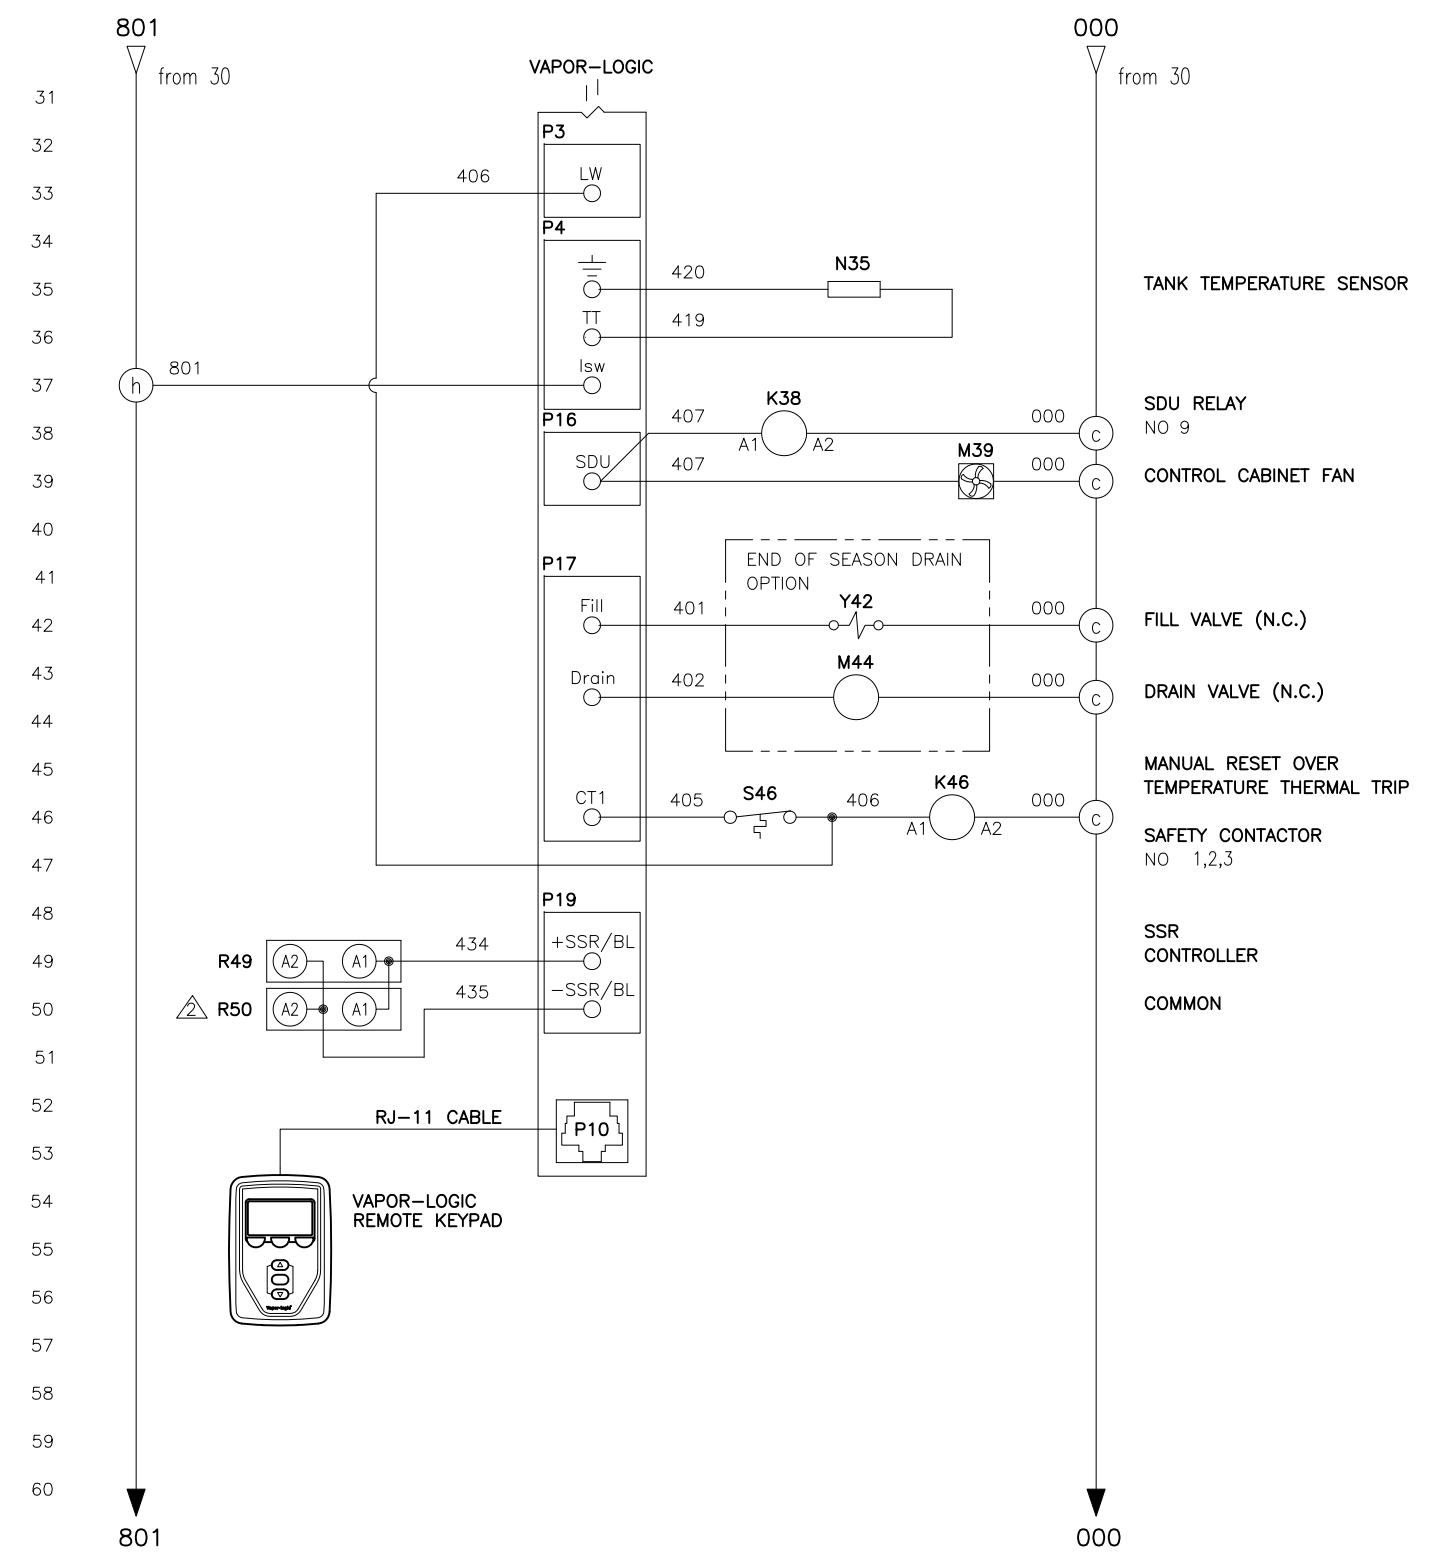 801 000
from 30 from 30
VAPOR-LOGIC
31
P3
32
LW
406
33
P4
34
420 N35
35 TANK TEMPERATURE SENSOR
TT 419
36
Isw
801
37 h
K38 SDU RELAY
P16 407 000
38 A1 A2 c NO 9
SDU 407 M39 000
39 c CONTROL CABINET FAN
40
END OF SEASON DRAIN
P17
41 OPTION
Fill 401 Y42 000
42 c FILL VALVE (N.C.)
43 Drain 402 M44 000
c DRAIN VALVE (N.C.)
44
45 MANUAL RESET OVER
TEMPERATURE THERMAL TRIP
CT1 405 S46 406 K46 000
46 A1 A2 c
SAFETY CONTACTOR
47 NO 1,2,3
P19
48
434 +SSR/BL SSR
49 R49 A2 A1 CONTROLLER
435 -SSR/BL
50 2 R50 A2 A1 COMMON
51
52
RJ-11 CABLE P10
53
54 VAPOR-LOGIC
REMOTE KEYPAD
55
56
Vapor-logic
57
58
59
60
801 000